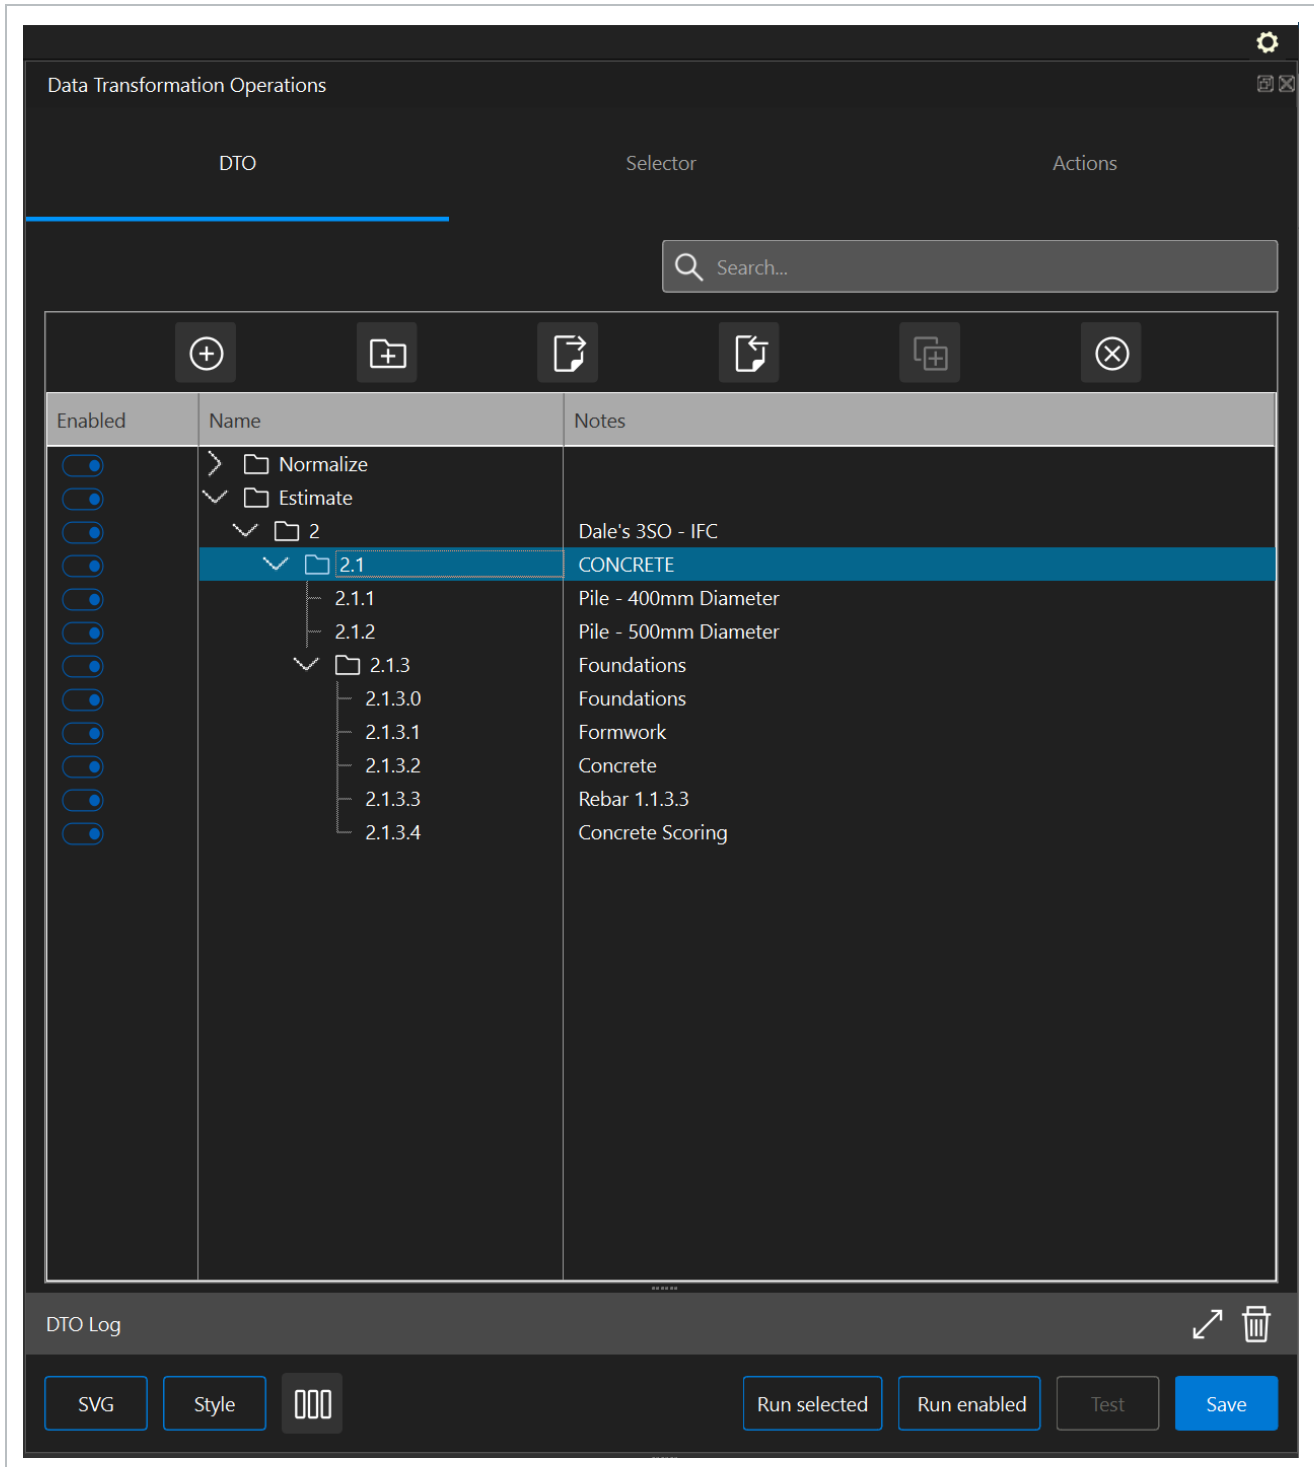 Data Transformation Operations
DTO Selector Actions
Search...
Enabled Name Notes
Normalize
Estimate
2 Dale's 3SO - IFC
2.1 CONCRETE
2.1.1 Pile - 400mm Diameter
2.1.2 Pile - 500mm Diameter
2.1.3 Foundations
2.1.3.0 Foundations
2.1.3.1 Formwork
2.1.3.2 Concrete
2.1.3.3 Rebar 1.1.3.3
2.1.3.4 Concrete Scoring
DTO Log
SVG Style Run selected Run enabled Test Save